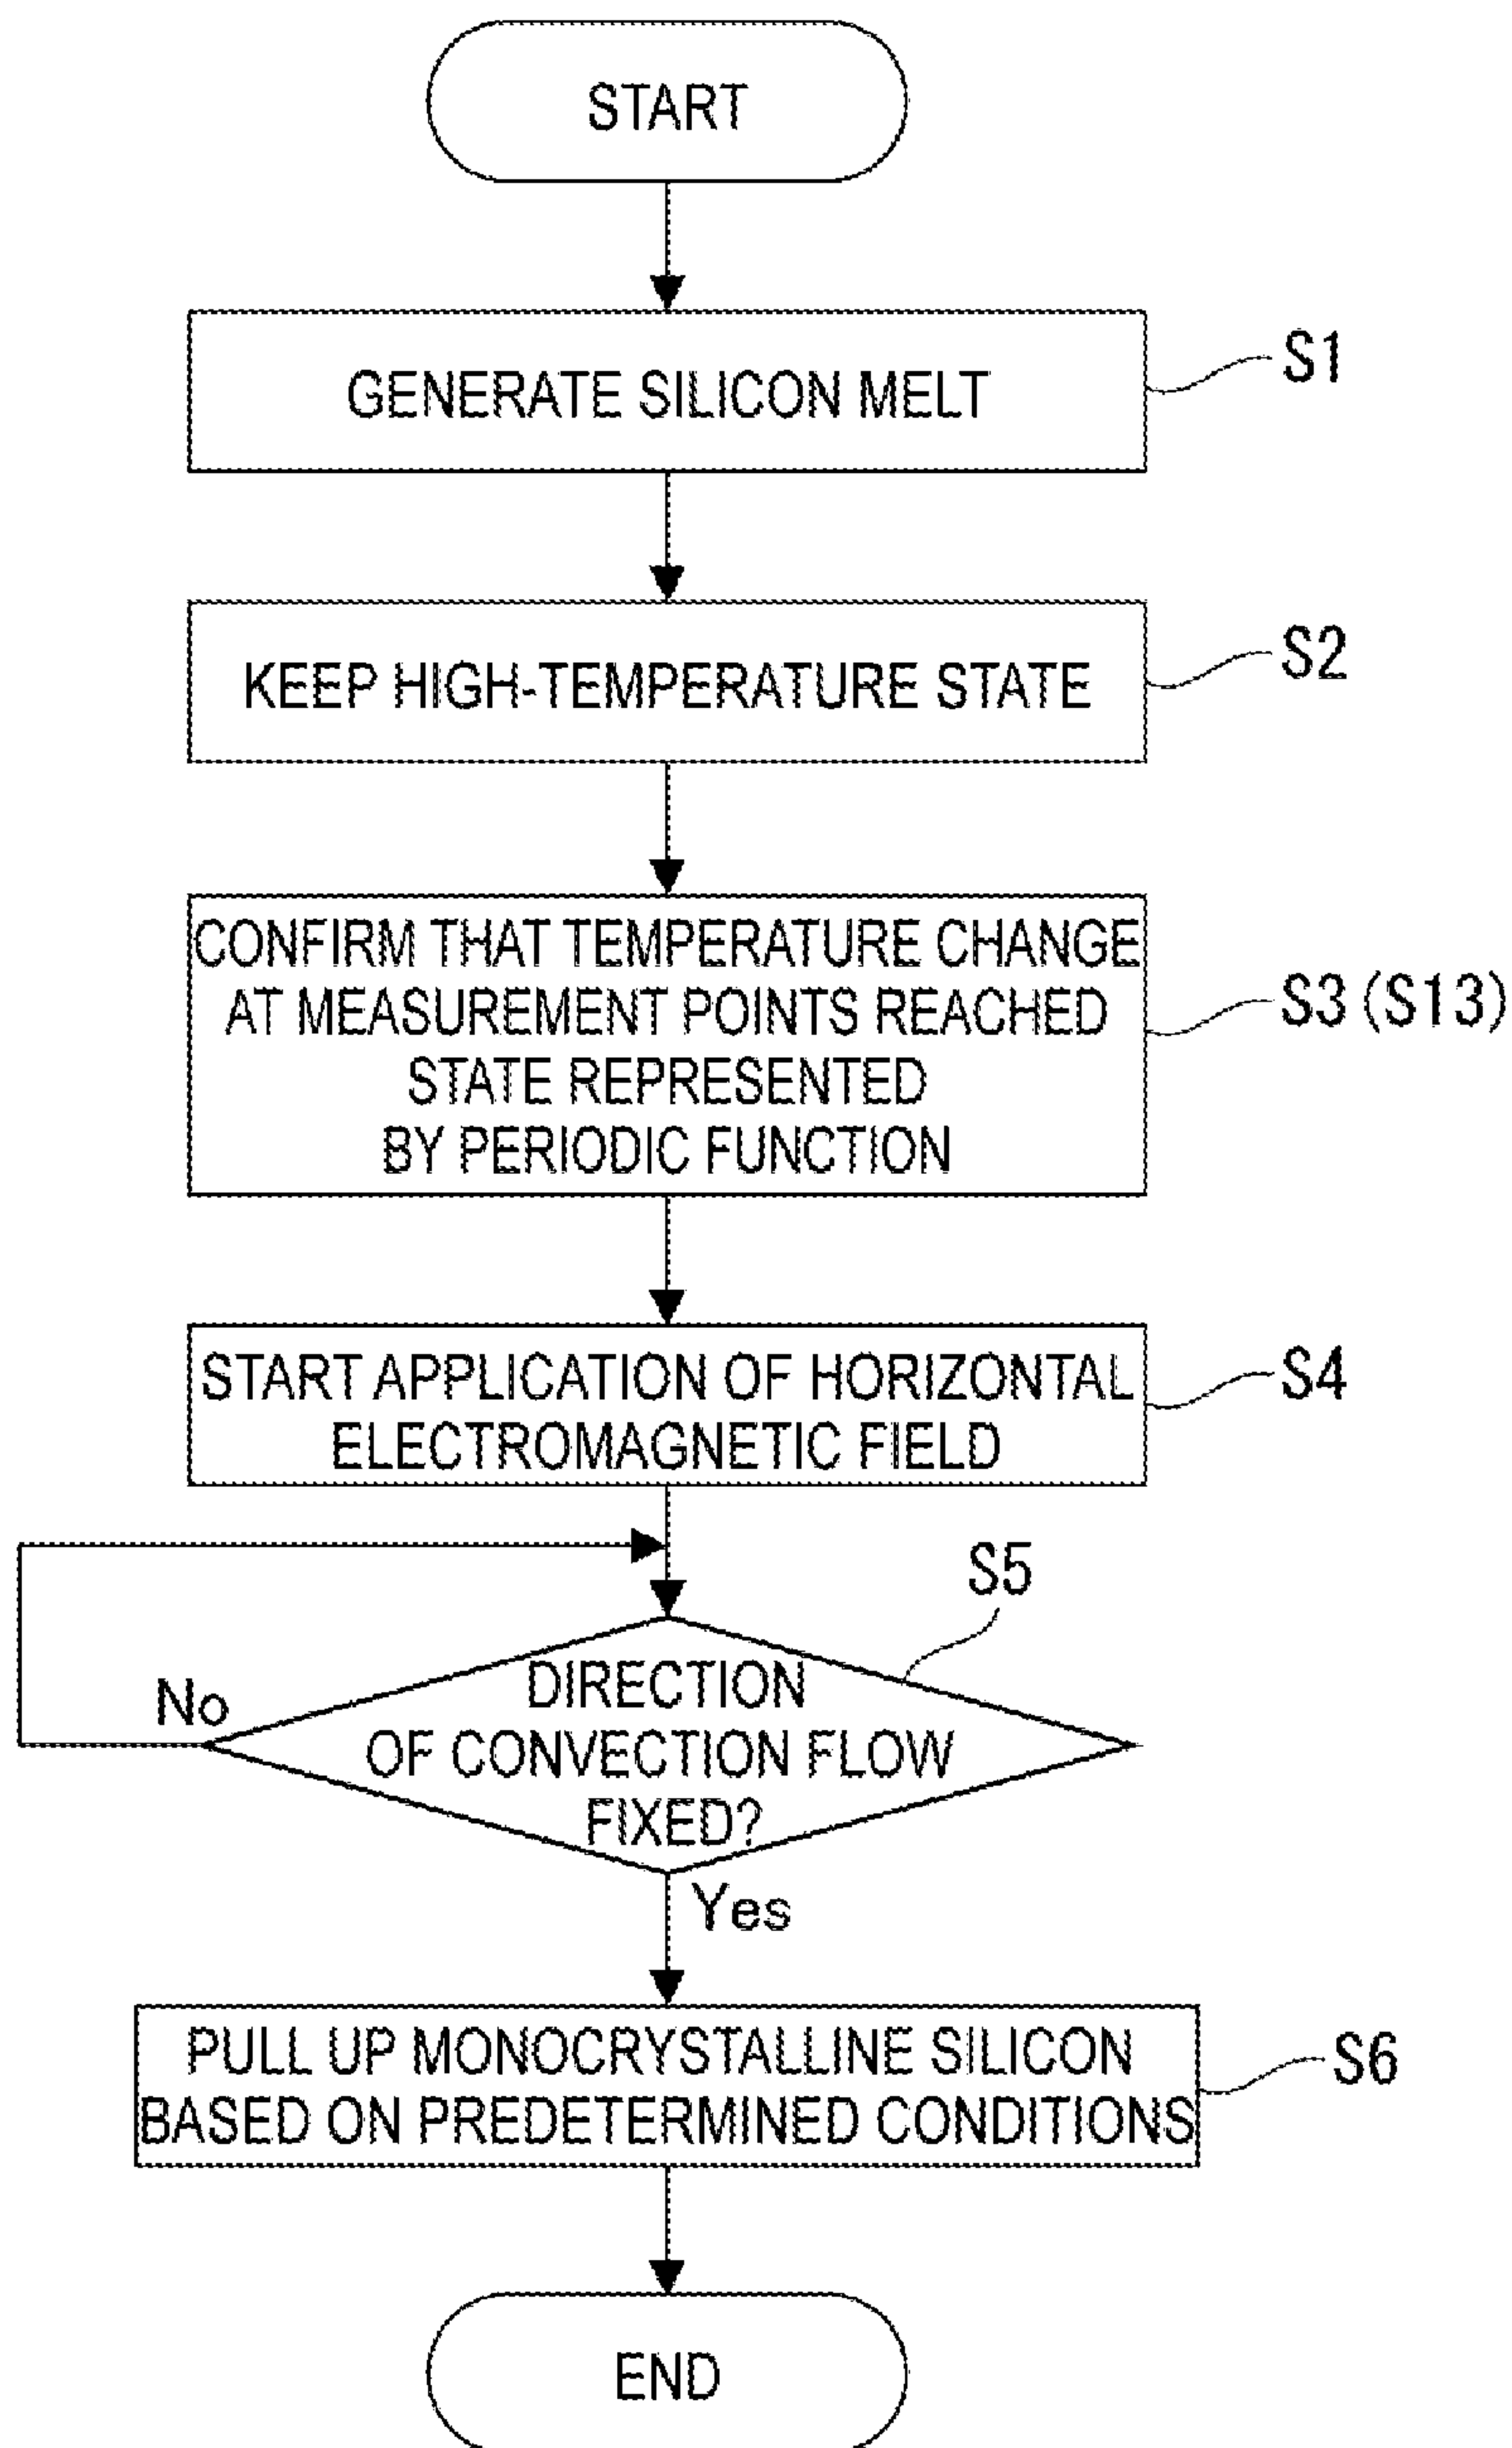 START
GENERATE SILICON MELT
S1
KEEP HIGH-TEMPERATURE STATE
S2
CONFIRM THAT TEMPERATURE CHANGE
AT MEASUREMENT POINTS REACHED
STATE REPRESENTED
BY PERIODIC FUNCTION
S3 (S13)
START APPLICATION OF HORIZONTAL
ELECTROMAGNETIC FIELD
S4
S5
DIRECTION
OF CONVECTION FLOW
FIXED?
No
Yes
PULL UP MONOCRYSTALLINE SILICON
BASED ON PREDETERMINED CONDITIONS
S6
END